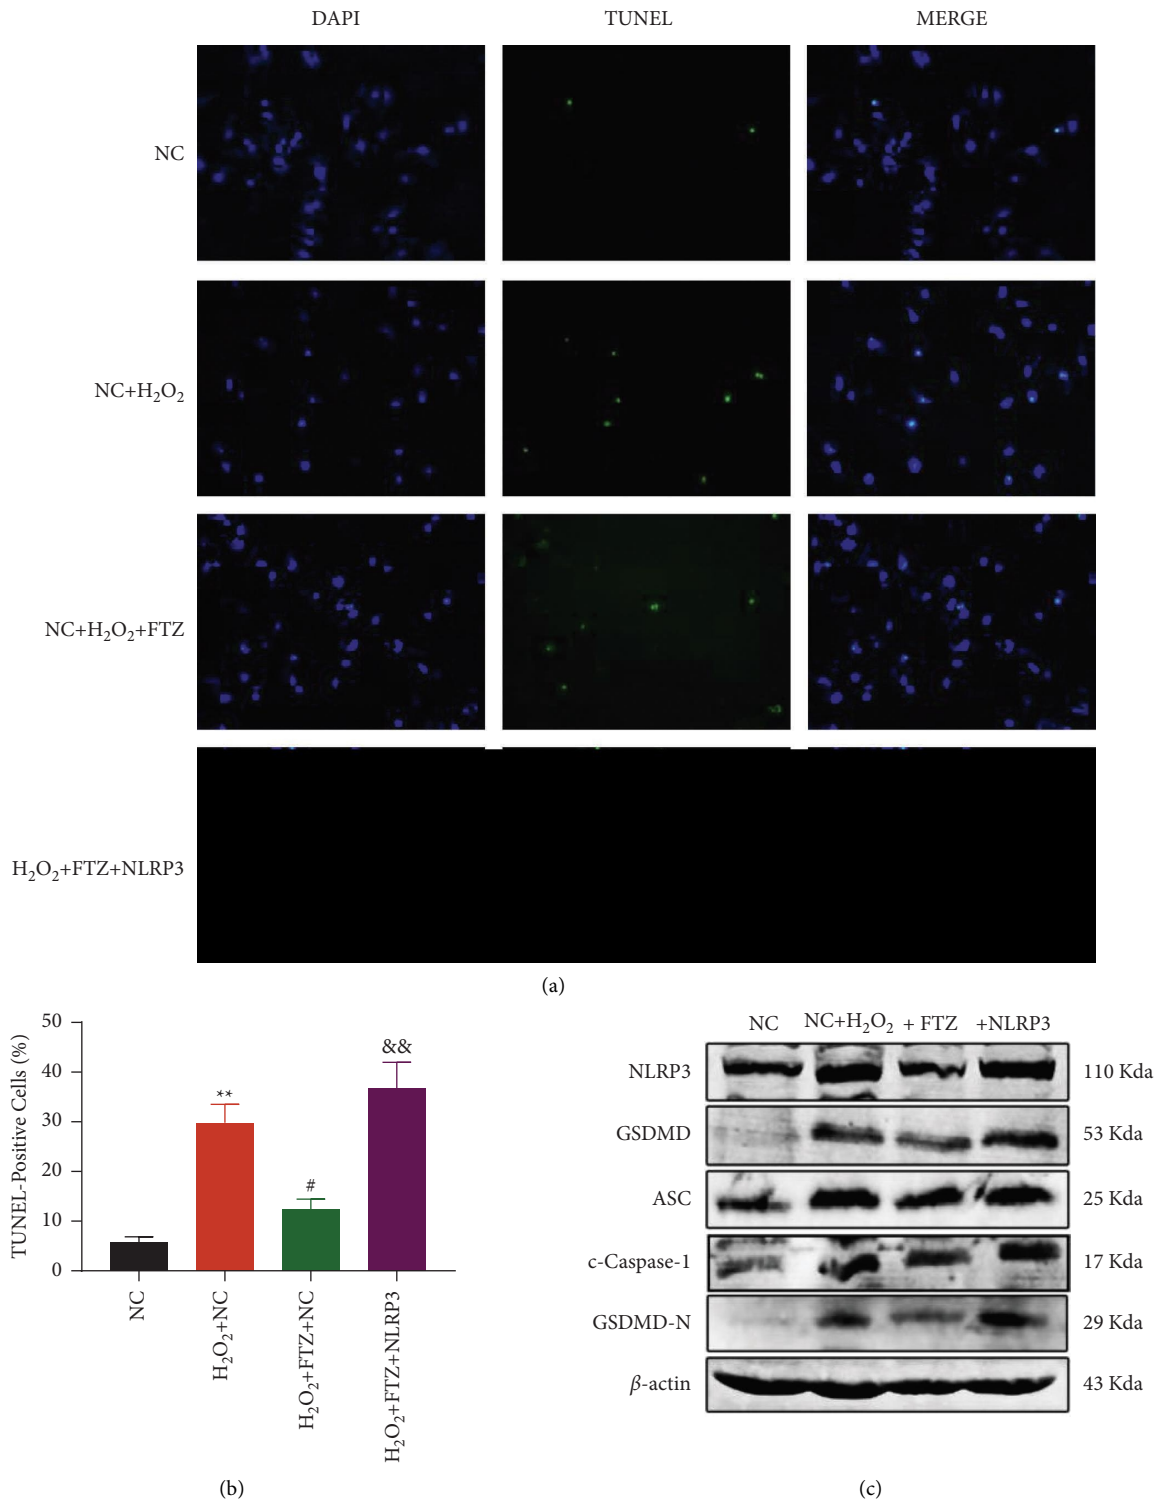 DAPI TUNEL MERGE
NC
NC+H₂O₂
NC+H₂O₂+FTZ
H₂O₂+FTZ+NLRP3
(a)
TUNEL-Positive Cells (%)
50
40
30
20
10
0
**
#
&&
NC
H₂O₂+NC
H₂O₂+FTZ+NC
H₂O₂+FTZ+NLRP3
(b)
NC NC+H₂O₂ + FTZ +NLRP3
NLRP3 110 Kda
GSDMD 53 Kda
ASC 25 Kda
c-Caspase-1 17 Kda
GSDMD-N 29 Kda
β-actin 43 Kda
(c)